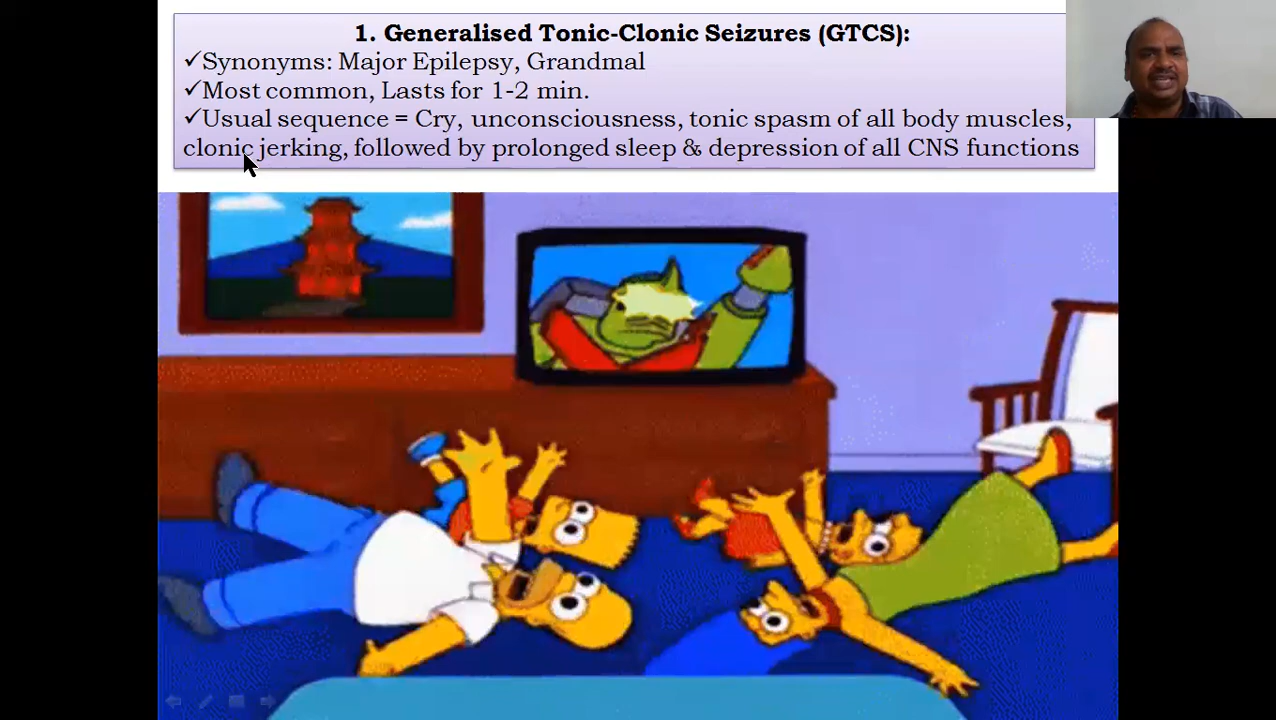 1. Generalised Tonic-Clonic Seizures (GTCS):
✓Synonyms: Major Epilepsy, Grandmal
✓Most common, Lasts for 1-2 min.
✓Usual sequence = Cry, unconsciousness, tonic spasm of all body muscles,
clonic jerking, followed by prolonged sleep & depression of all CNS functions